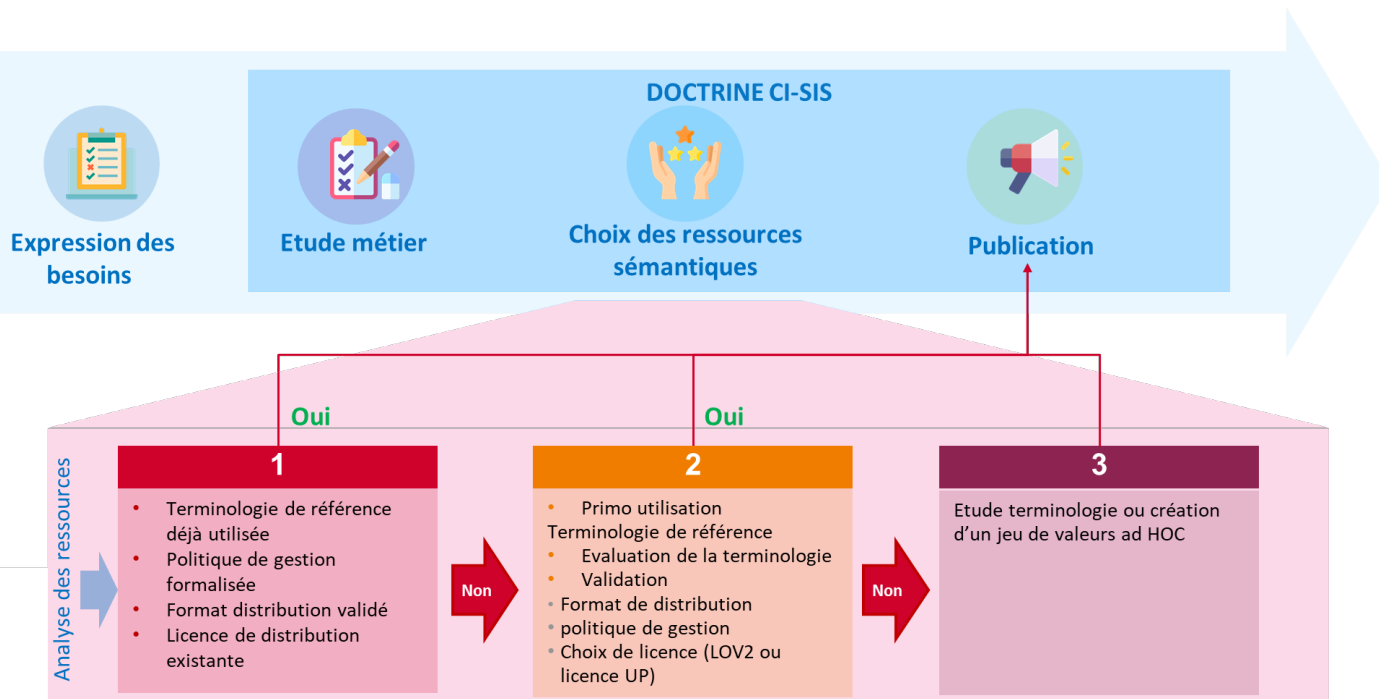 DOCTRINE CI-SIS
Expression des
besoins
Etude métier
Choix des ressources
sémantiques
Publication
Oui
Oui
Analyse des ressources
1
• Terminologie de référence
déjà utilisée
• Politique de gestion
formalisée
• Format distribution validé
• Licence de distribution
existante
Non
2
• Primo utilisation
Terminologie de référence
• Evaluation de la terminologie
• Validation
• Format de distribution
• politique de gestion
• Choix de licence (LOV2 ou
licence UP)
Non
3
Etude terminologie ou création
d'un jeu de valeurs ad HOC